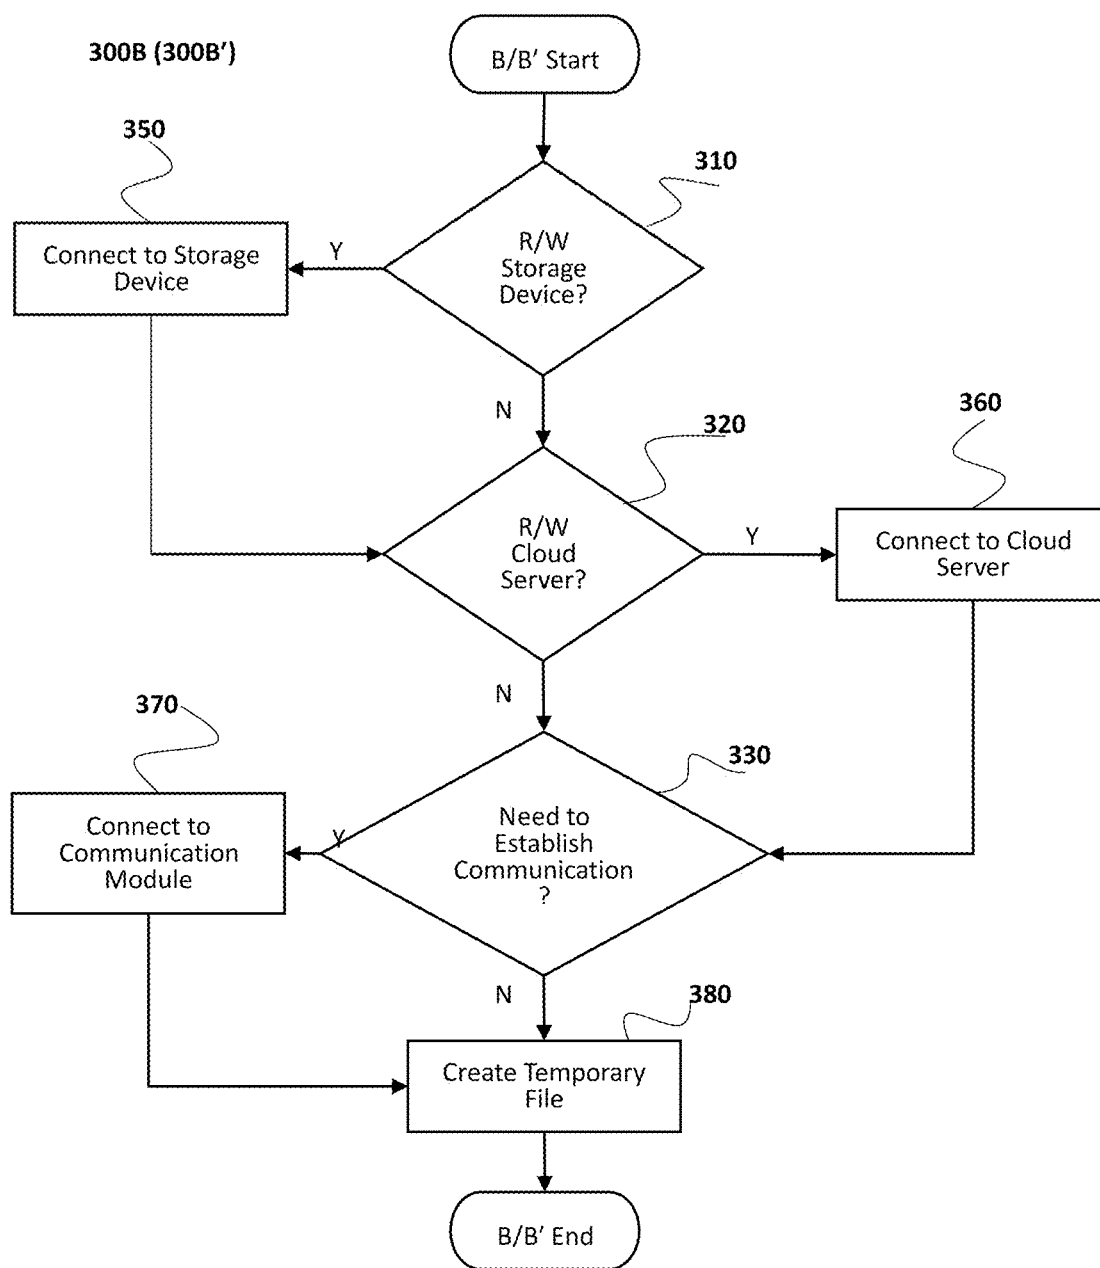 300B (300B')
B/B' Start
350
310
Connect to Storage
Device
Y
R/W
Storage
Device?
N
320
360
R/W
Cloud
Server?
Y
Connect to Cloud
Server
N
370
330
Connect to
Communication
Module
Y
Need to
Establish
Communication
?
N
380
Create Temporary
File
B/B' End